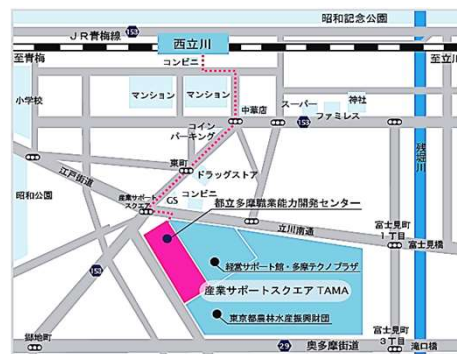 昭和記念公園
JR青梅線
158
西立川
至青梅
至立川
コンビニ
小学校
マンション
マンション
中華店
スーパー
神社
ファミレス
158
コイン
パーキング
残堀川
東町
ドラッグストア
江戸街道
昭和公園
産業サポート
スクエア
GS
コンビニ
都立多摩職業能力開発センター
立川南通
富士見町
1丁目
富士見橋
経営サポート館・多摩テクノプラザ
158
産業サポートスクエア TAMA
東京都農林水産振興財団
郷地町
29
奥多摩街道
富士見町
3丁目
滝口橋